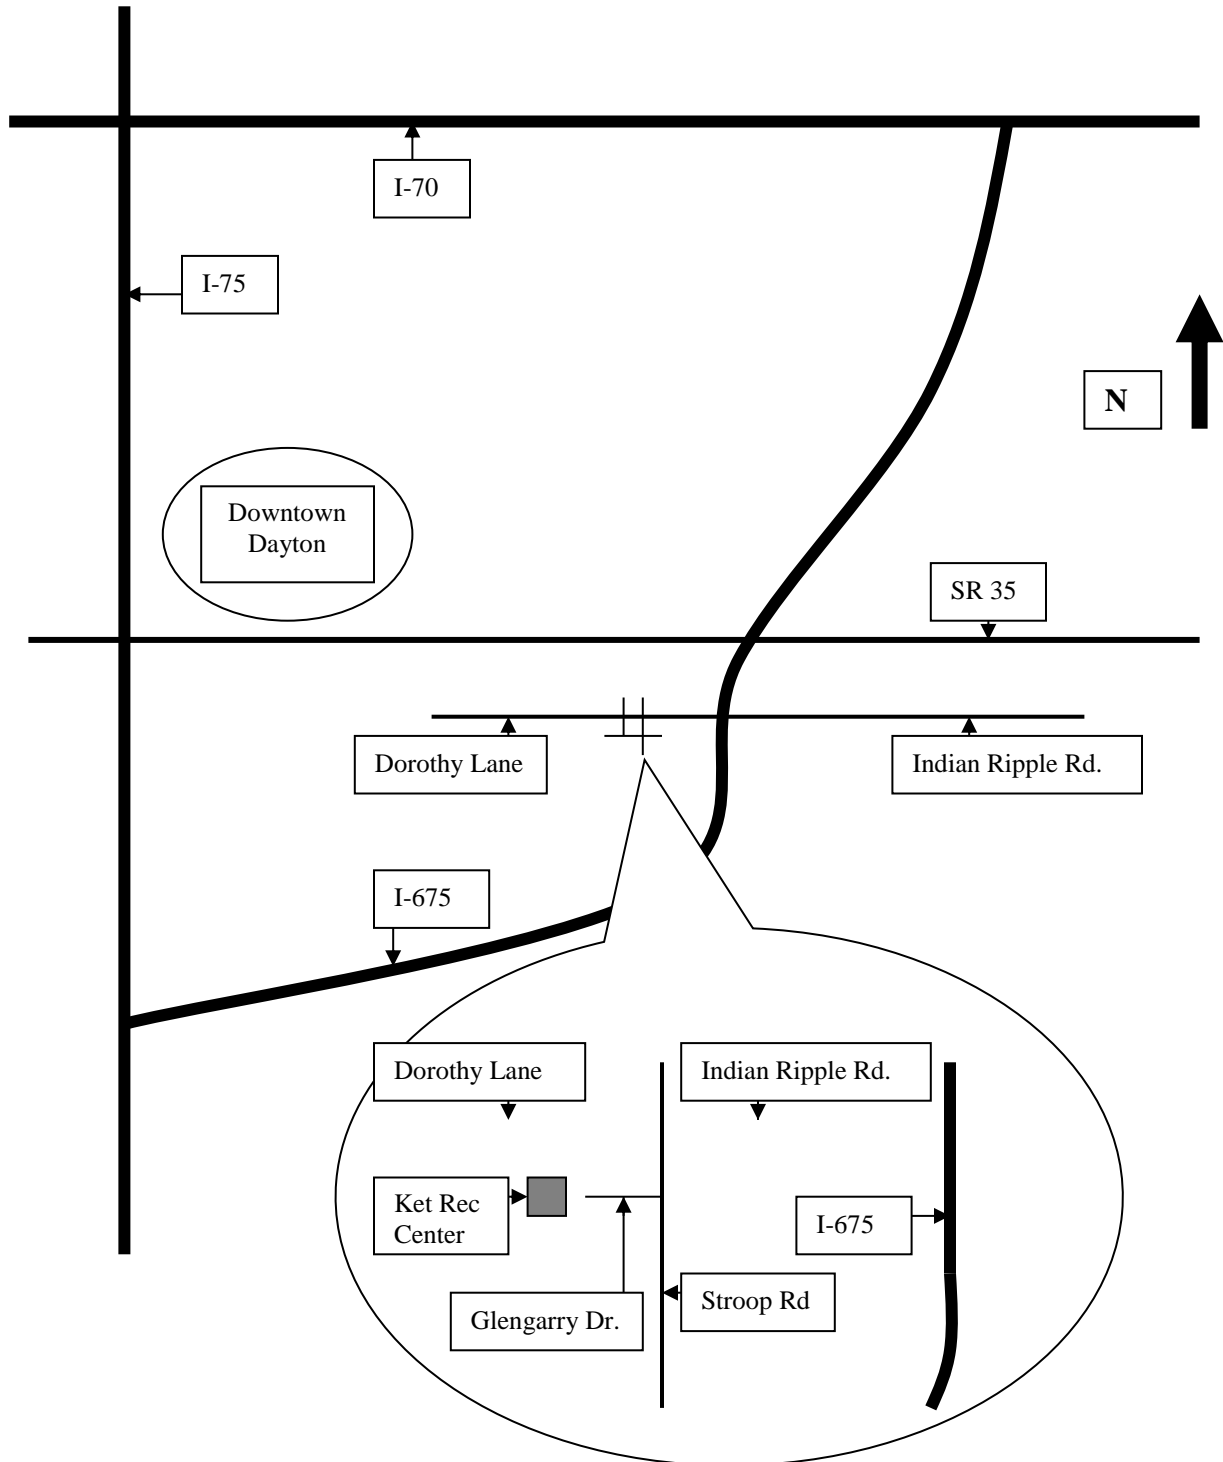 I-70
I-75
N
Downtown
Dayton
SR 35
Dorothy Lane
Indian Ripple Rd.
I-675
Dorothy Lane
Indian Ripple Rd.
Ket Rec
Center
I-675
Glengarry Dr.
Stroop Rd